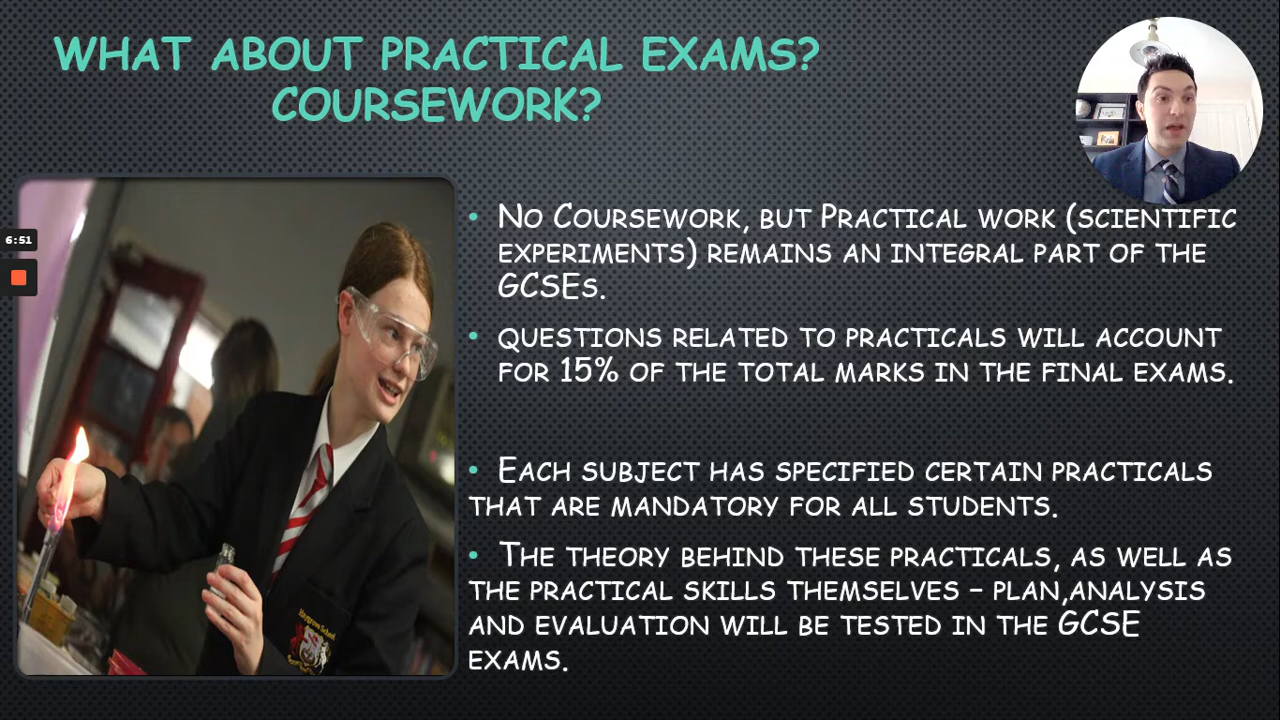 WHAT ABOUT PRACTICAL EXAMS?
COURSEWORK?
6:51
• NO COURSEWORK, BUT PRACTICAL WORK (SCIENTIFIC
EXPERIMENTS) REMAINS AN INTEGRAL PART OF THE
GCSES.
• QUESTIONS RELATED TO PRACTICALS WILL ACCOUNT
FOR 15% OF THE TOTAL MARKS IN THE FINAL EXAMS.
• EACH SUBJECT HAS SPECIFIED CERTAIN PRACTICALS
THAT ARE MANDATORY FOR ALL STUDENTS.
• THE THEORY BEHIND THESE PRACTICALS, AS WELL AS
THE PRACTICAL SKILLS THEMSELVES – PLAN,ANALYSIS
AND EVALUATION WILL BE TESTED IN THE GCSE
EXAMS.